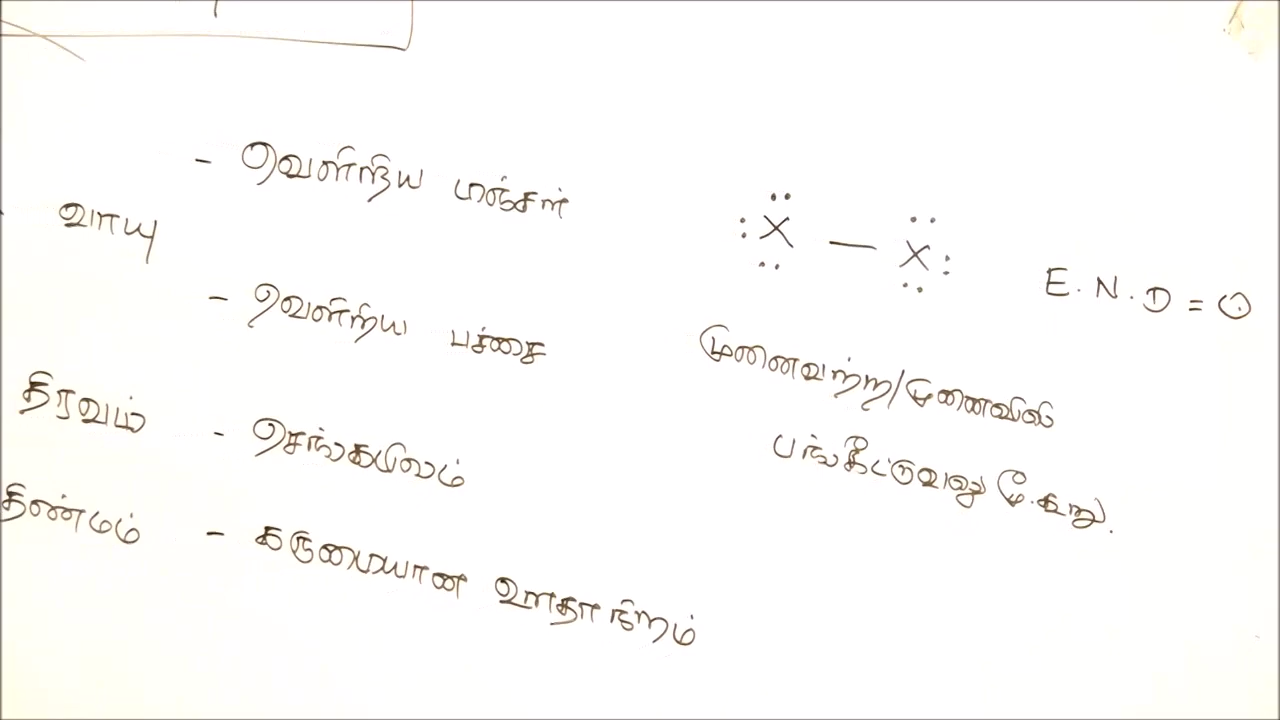 - வெளிறிய மஞ்சள்
வாயு
- வெளிறிய பச்சை
திரவம் - செங்கபிலம்
திண்மம் - கருமையான ஊதா நிறம்
X — X E.N.D = 0
முனைவற்ற/முனைவிலி
பங்கீட்டுவலு மூ.கூறு.